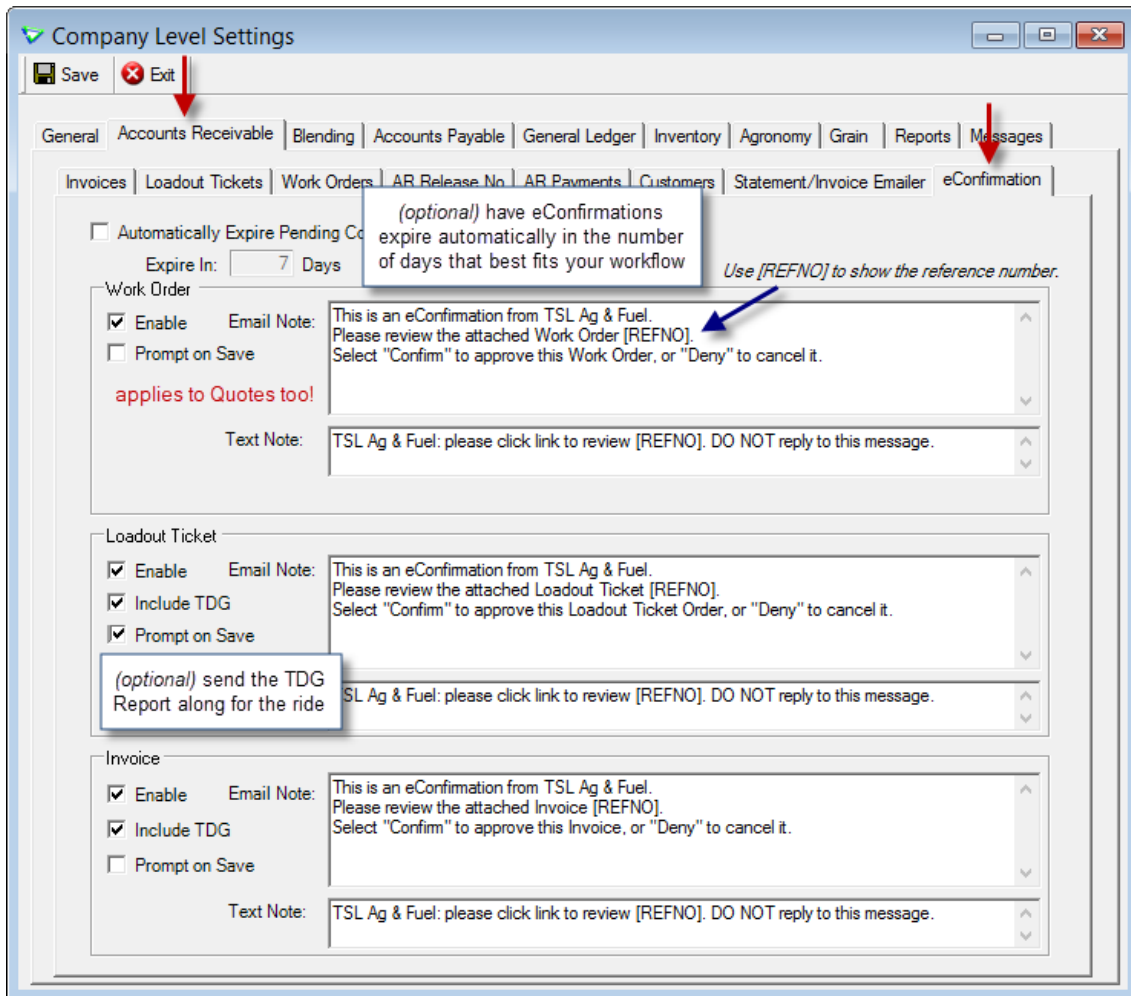 Company Level Settings
Save Exit
General Accounts Receivable Blending Accounts Payable General Ledger Inventory Agronomy Grain Reports Messages
Invoices Loadout Tickets Work Orders AR Release No AR Payments Customers Statement/Invoice Emailer eConfirmation
Automatically Expire Pending
Expire In: 7 Days
(optional) have eConfirmations
expire automatically in the number
of days that best fits your workflow
Use [REFNO] to show the reference number.
Work Order
Enable
Prompt on Save
applies to Quotes too!
Email Note:
This is an eConfirmation from TSL Ag & Fuel.
Please review the attached Work Order [REFNO].
Select "Confirm" to approve this Work Order, or "Deny" to cancel it.
Text Note:
TSL Ag & Fuel: please click link to review [REFNO]. DO NOT reply to this message.
Loadout Ticket
Enable
Include TDG
Prompt on Save
Email Note:
This is an eConfirmation from TSL Ag & Fuel.
Please review the attached Loadout Ticket [REFNO].
Select "Confirm" to approve this Loadout Ticket Order, or "Deny" to cancel it.
(optional) send the TDG
Report along for the ride
TSL Ag & Fuel: please click link to review [REFNO]. DO NOT reply to this message.
Invoice
Enable
Include TDG
Prompt on Save
Email Note:
This is an eConfirmation from TSL Ag & Fuel.
Please review the attached Invoice [REFNO].
Select "Confirm" to approve this Invoice, or "Deny" to cancel it.
Text Note:
TSL Ag & Fuel: please click link to review [REFNO]. DO NOT reply to this message.